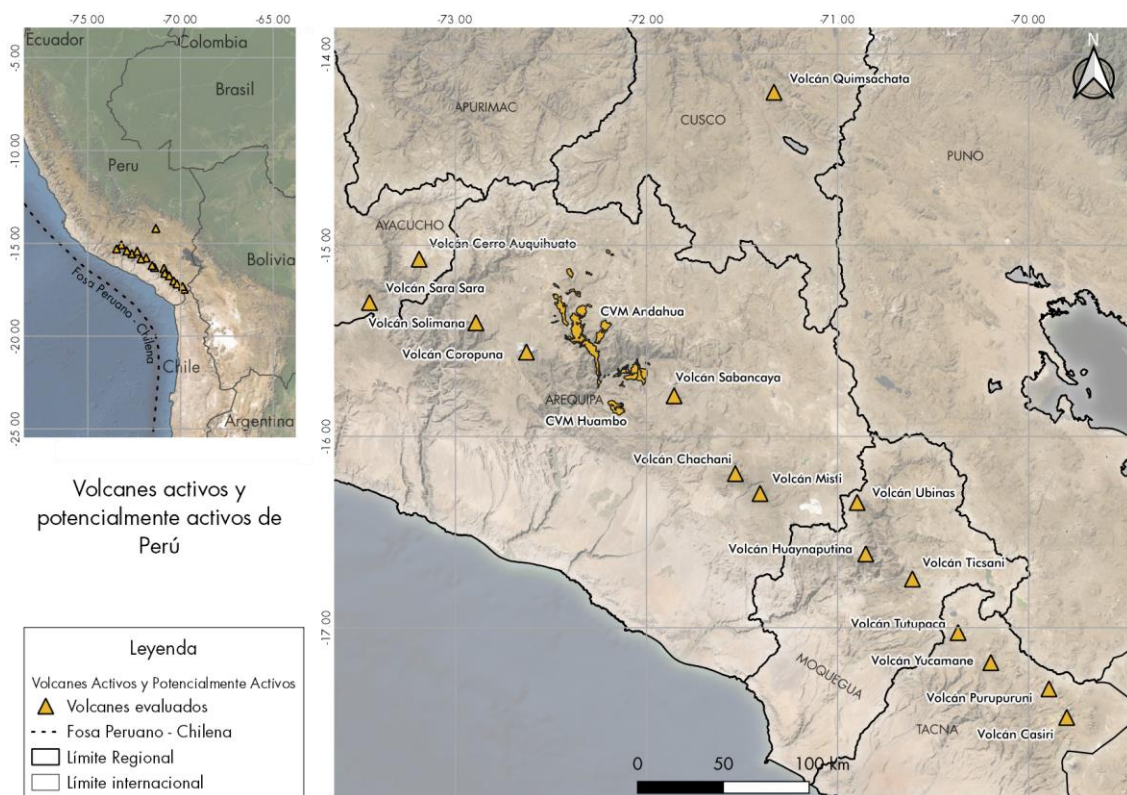 -75 00
-70 00
-65 00
-5 00
-10 00
-15 00
-20 00
-25 00
Ecuador
Colombia
Brasil
Peru
Bolivia
Fosa Peruano - Chilena
Chile
Argentina
Volcanes activos y
potencialmente activos de
Perú
Leyenda
Volcanes Activos y Potencialmente Activos
Volcanes evaluados
Fosa Peruano - Chilena
Límite Regional
Límite internacional
-73 00
-72 00
-71 00
-70 00
-14 00
-15 00
-16 00
-17 00
N
Volcán Quimsachata
APURIMAC
CUSCO
PUNO
AYACUCHO
Volcán Cerro Auquihuato
Volcán Sara Sara
Volcán Solimana
CVM Andahua
Volcán Coropuna
Volcán Sabancaya
AREQUIPA
CVM Huambo
Volcán Chachani
Volcán Misti
Volcán Ubinas
Volcán Huaynaputina
Volcán Ticsani
Volcán Tutupaca
MOQUEGUA
Volcán Yucamane
Volcán Purupuruni
TACNA
Volcán Casiri
0 50 100 km